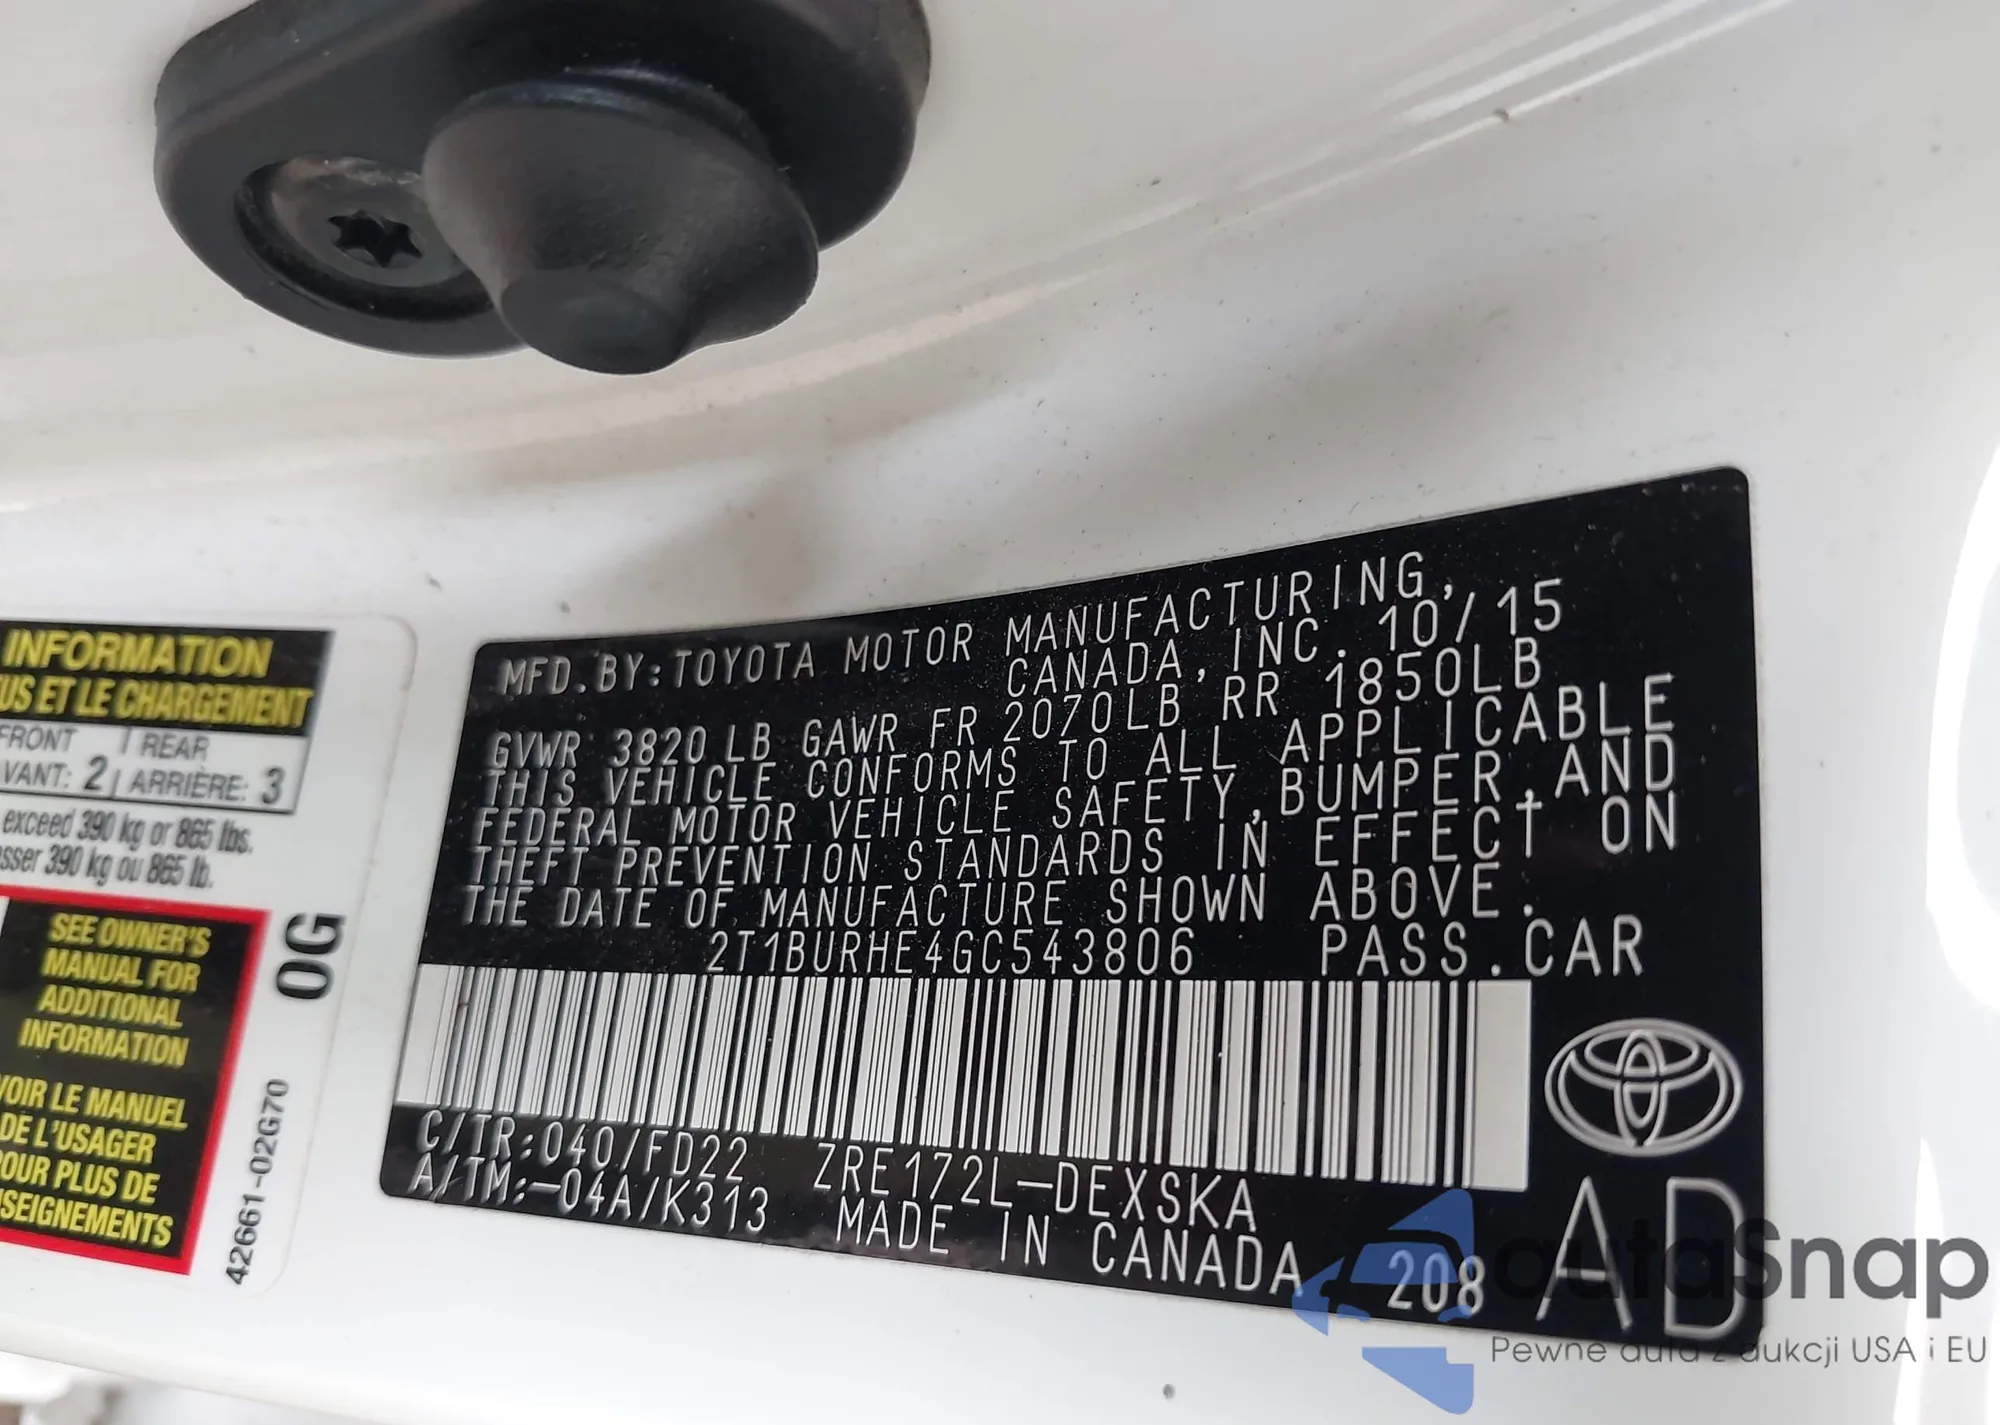 MFD. BY: TOYOTA MOTOR MANUFACTURING,
CANADA, INC. 10/15
GVWR 3820 LB GAWR FR 2070LB RR 1850LB
THIS VEHICLE CONFORMS TO ALL APPLICABLE
FEDERAL MOTOR VEHICLE SAFETY, BUMPER, AND
THEFT PREVENTION STANDARDS IN EFFECT ON
THE DATE OF MANUFACTURE SHOWN ABOVE.
2T1BURHE4GC543806 PASS. CAR
C/TR: 040/FD22 ZRE172L-DEXSKA
A/TM: -04A/K313 MADE IN CANADA 208 AD
INFORMATION
US ET LE CHARGEMENT
FRONT REAR
VANT: 2 ARRIÈRE: 3
exceed 390 kg or 865 lbs.
sser 390 kg ou 865 lb.
SEE OWNER'S
MANUAL FOR
ADDITIONAL
INFORMATION
VOIR LE MANUEL
DE L'USAGER
OUR PLUS DE
SEIGNEMENTS
0G
42661-02G70
autaSnap
Pewne auta z aukcji USA i EU